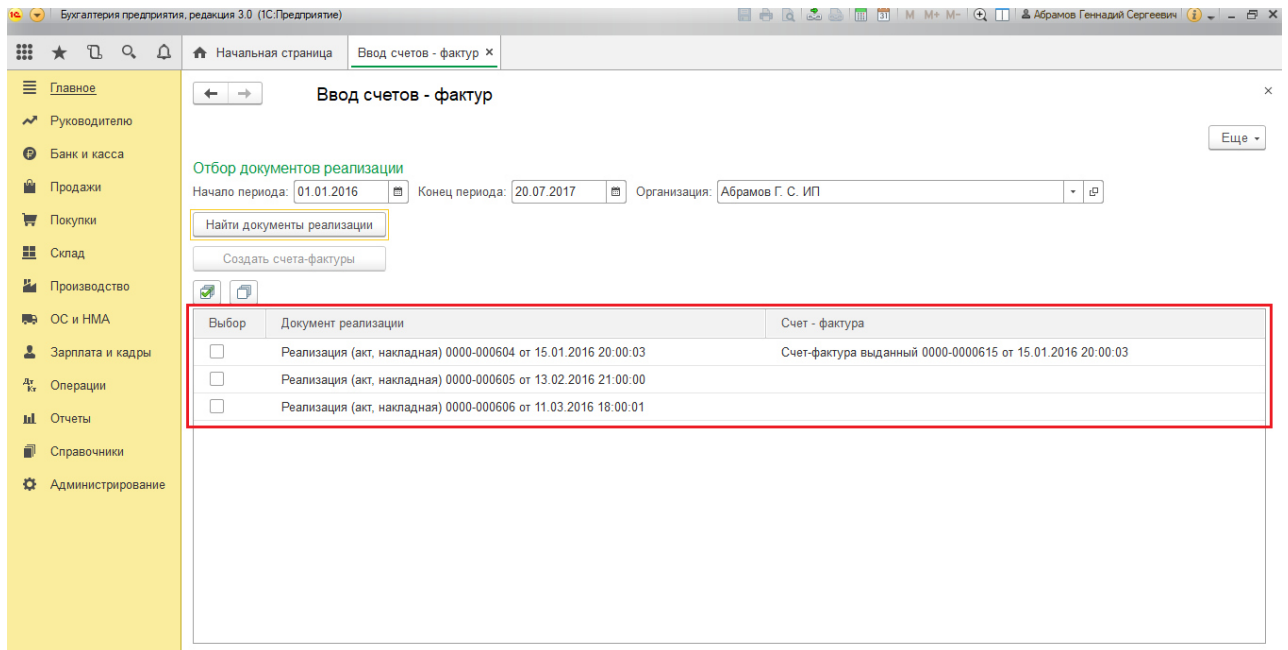 1С Бухгалтерия предприятия, редакция 3.0 (1С:Предприятие) 31 M M+ M- Абрамов Геннадий Сергеевич
Начальная страница Ввод счетов - фактур ×
Главное
Руководителю
Банк и касса
Продажи
Покупки
Склад
Производство
ОС и НМА
Зарплата и кадры
Дт Кт Операции
Отчеты
Справочники
Администрирование
Ввод счетов - фактур
Еще
Отбор документов реализации
Начало периода: 01.01.2016 Конец периода: 20.07.2017 Организация: Абрамов Г. С. ИП
Найти документы реализации
Создать счета-фактуры
Выбор Документ реализации Счет - фактура
Реализация (акт, накладная) 0000-000604 от 15.01.2016 20:00:03 Счет-фактура выданный 0000-0000615 от 15.01.2016 20:00:03
Реализация (акт, накладная) 0000-000605 от 13.02.2016 21:00:00
Реализация (акт, накладная) 0000-000606 от 11.03.2016 18:00:01